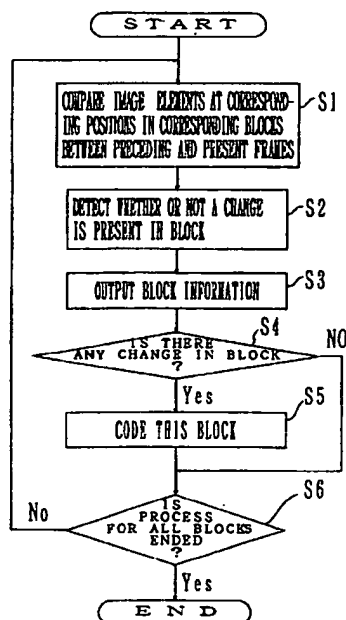 START
COMPARE IMAGE ELEMENTS AT CORRESPOND-
ING POSITIONS IN CORRESPONDING BLOCKS
BETWEEN PRECEDING AND PRESENT FRAMES
S1
DETECT WHETHER OR NOT A CHANGE
IS PRESENT IN BLOCK
S2
OUTPUT BLOCK INFORMATION
S3
IS THERE
ANY CHANGE IN BLOCK
?
S4
NO
Yes
CODE THIS BLOCK
S5
IS
PROCESS
FOR ALL BLOCKS
ENDED
?
S6
No
Yes
END